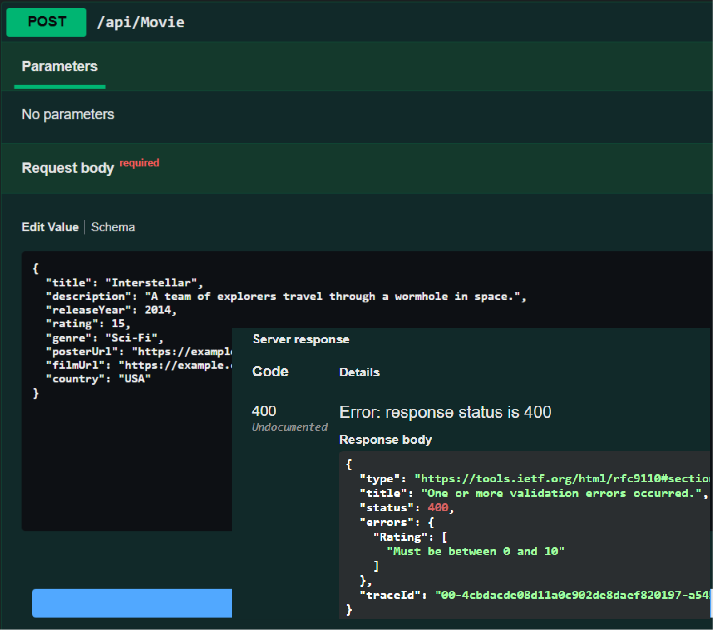 POST /api/Movie
Parameters
No parameters
Request body required
Edit Value | Schema
{
"title": "Interstellar",
"description": "A team of explorers travel through a wormhole in space.",
"releaseYear": 2014,
"rating": 15,
"genre": "Sci-Fi",
"posterUrl": "https://example
"filmUrl": "https://example.
"country": "USA"
}
Server response
Code Details
400 Error: response status is 400
Undocumented
Response body
{
"type": "https://tools.ietf.org/html/rfc9110#section
"title": "One or more validation errors occurred.",
"status": 400,
"errors": {
"Rating": [
"Must be between 0 and 10"
]
},
"traceId": "00-4cbdacde08d11a0c902de8daef820197-a54
}